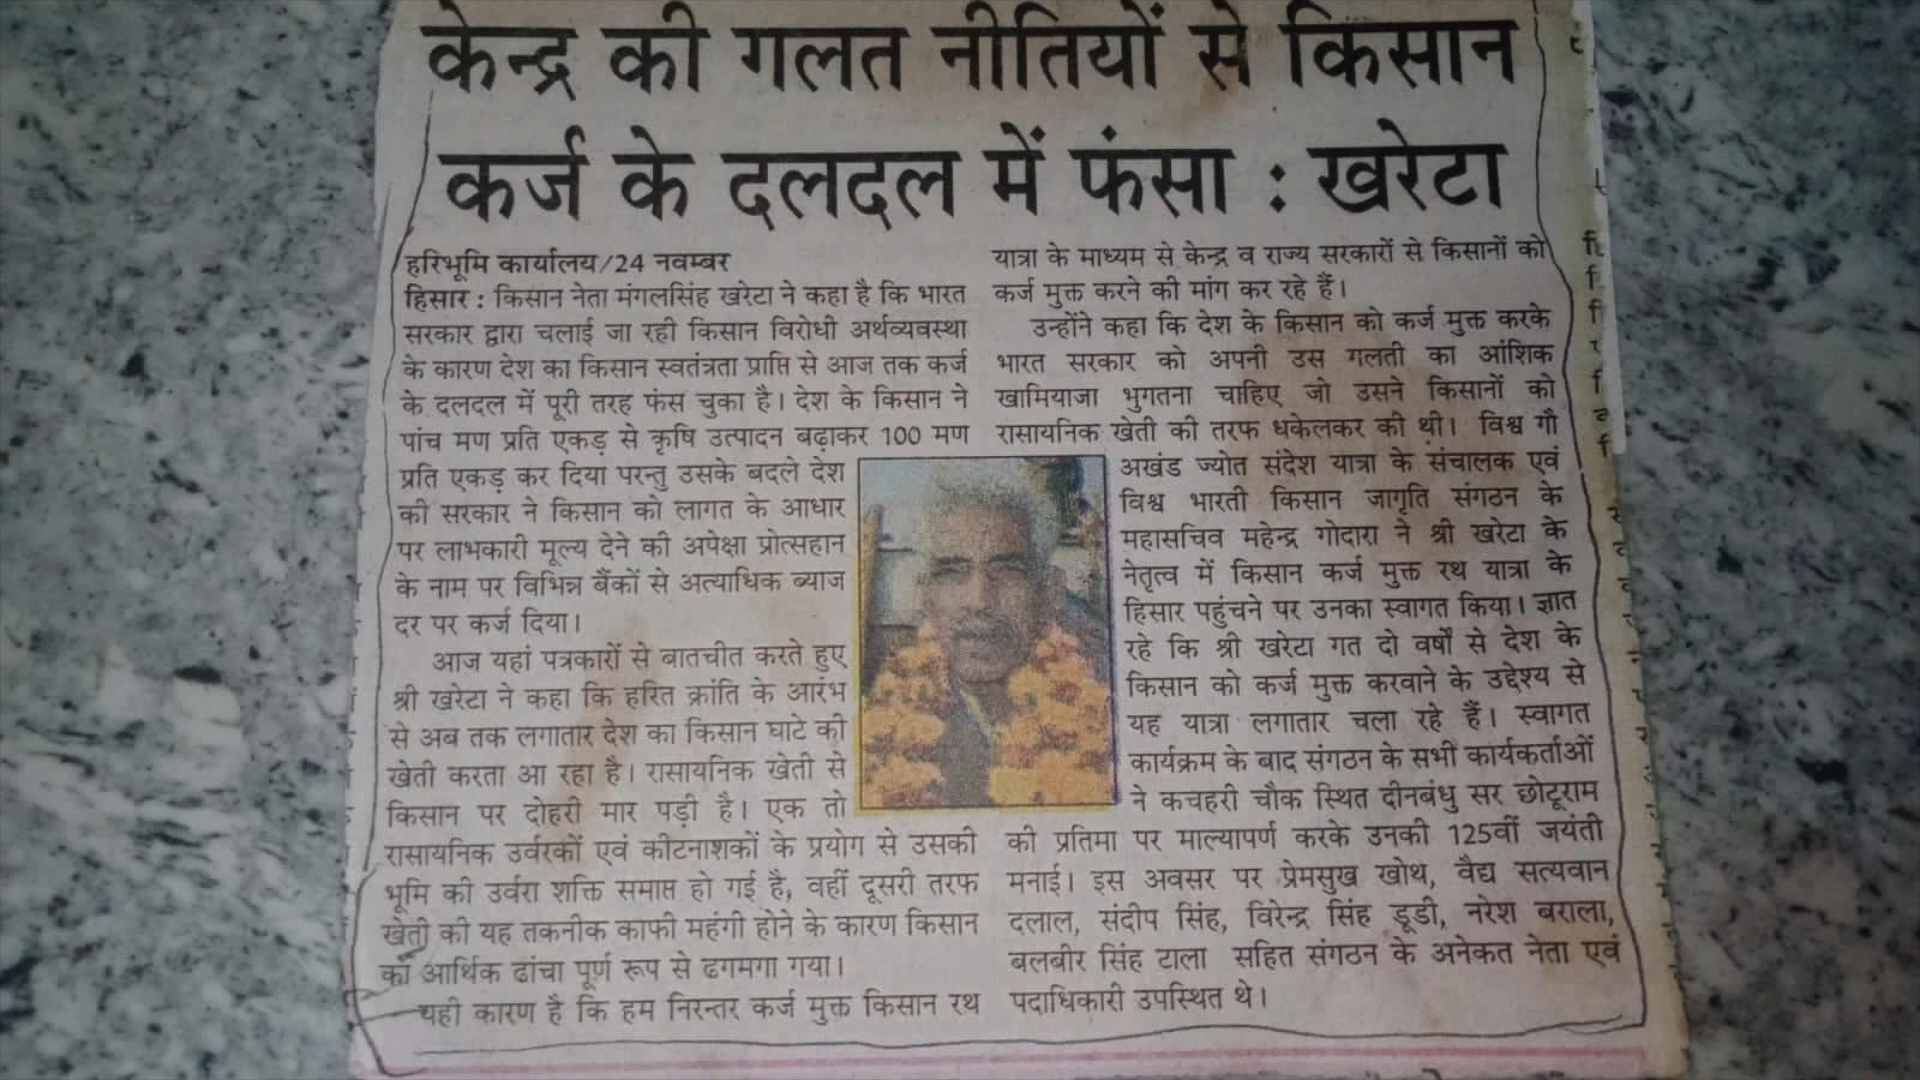 केन्द्र की गलत नीतियों से किसान
कर्ज के दलदल में फंसा : खरेटा
हरिभूमि कार्यालय/24 नवम्बर
हिसार : किसान नेता मंगलसिंह खरेटा ने कहा है कि भारत
सरकार द्वारा चलाई जा रही किसान विरोधी अर्थव्यवस्था
के कारण देश का किसान स्वतंत्रता प्राप्ति से आज तक कर्ज
के दलदल में पूरी तरह फंस चुका है। देश के किसान ने
पांच मण प्रति एकड़ से कृषि उत्पादन बढ़ाकर 100 मण
प्रति एकड़ कर दिया परन्तु उसके बदले देश
की सरकार ने किसान को लागत के आधार
पर लाभकारी मूल्य देने की अपेक्षा प्रोत्सहान
के नाम पर विभिन्न बैंकों से अत्याधिक ब्याज
दर पर कर्ज दिया।
आज यहां पत्रकारों से बातचीत करते हुए
श्री खरेटा ने कहा कि हरित क्रांति के आरंभ
से अब तक लगातार देश का किसान घाटे की
खेती करता आ रहा है। रासायनिक खेती से
किसान पर दोहरी मार पड़ी है। एक तो
रासायनिक उर्वरकों एवं कीटनाशकों के प्रयोग से उसकी
भूमि की उर्वरा शक्ति समाप्त हो गई है, वहीं दूसरी तरफ
खेती की यह तकनीक काफी महंगी होने के कारण किसान
का आर्थिक ढांचा पूर्ण रूप से ढगमगा गया।
यही कारण है कि हम निरन्तर कर्ज मुक्त किसान रथ
यात्रा के माध्यम से केन्द्र व राज्य सरकारों से किसानों को
कर्ज मुक्त करने की मांग कर रहे हैं।
उन्होंने कहा कि देश के किसान को कर्ज मुक्त करके
भारत सरकार को अपनी उस गलती का आंशिक
खामियाजा भुगतना चाहिए जो उसने किसानों को
रासायनिक खेती की तरफ धकेलकर की थी। विश्व गौ
अखंड ज्योत संदेश यात्रा के संचालक एवं
विश्व भारती किसान जागृति संगठन के
महासचिव महेन्द्र गोदारा ने श्री खरेटा के
नेतृत्व में किसान कर्ज मुक्त रथ यात्रा के
हिसार पहुंचने पर उनका स्वागत किया। ज्ञात
रहे कि श्री खरेटा गत दो वर्षों से देश के
किसान को कर्ज मुक्त करवाने के उद्देश्य से
यह यात्रा लगातार चला रहे हैं। स्वागत
कार्यक्रम के बाद संगठन के सभी कार्यकर्ताओं
ने कचहरी चौक स्थित दीनबंधु सर छोटूराम
की प्रतिमा पर माल्यापर्ण करके उनकी 125वीं जयंती
मनाई। इस अवसर पर प्रेमसुख खोथ, वैद्य सत्यवान
दलाल, संदीप सिंह, विरेन्द्र सिंह डूडी, नरेश बराला,
बलबीर सिंह टाला सहित संगठन के अनेकत नेता एवं
पदाधिकारी उपस्थित थे।